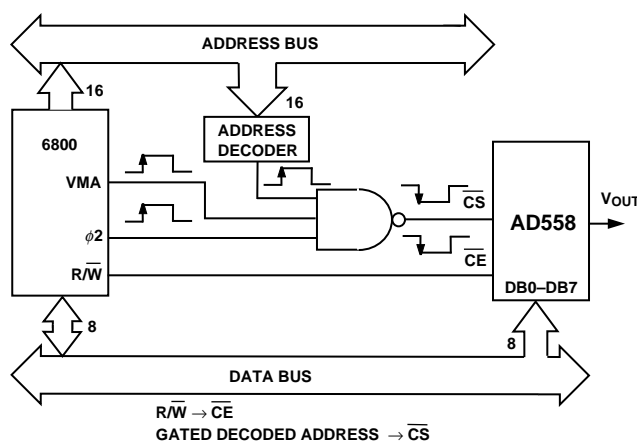 ADDRESS BUS
16
16
6800
ADDRESS
DECODER
VMA
CS̅
VOUT
AD558
ϕ2
CE̅
R/W̅
DB0–DB7
8
8
DATA BUS
R/W̅ → CE̅
GATED DECODED ADDRESS → CS̅